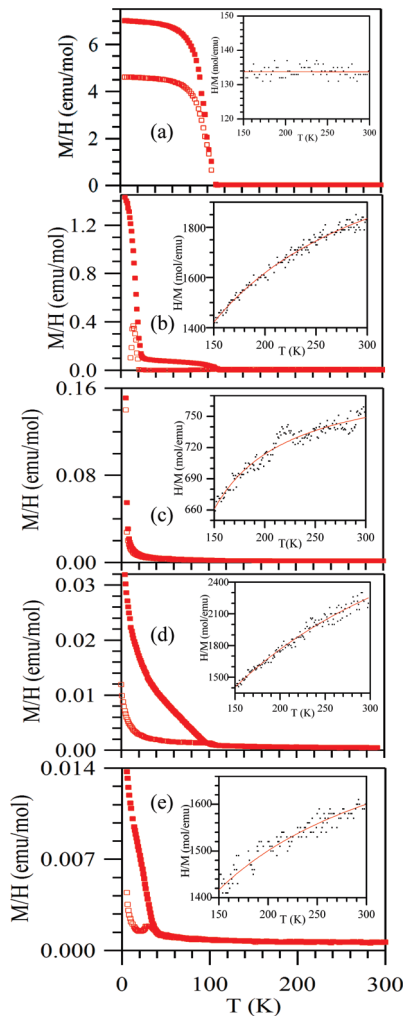 M/H (emu/mol)
6
4
2
0
(a)
H/M (mol/emu)
150
140
130
120
150 200 250 300
T (K)
M/H (emu/mol)
1.2
0.8
0.4
0.0
(b)
H/M (mol/emu)
1800
1600
1400
150 200 250 300
T (K)
M/H (emu/mol)
0.16
0.08
0.00
(c)
H/M (mol/emu)
750
720
690
660
150 200 250 300
T(K)
M/H (emu/mol)
0.03
0.02
0.01
0.00
(d)
H/M (mol/emu)
2400
2100
1800
1500
150 200 250 300
T (K)
M/H (emu/mol)
0.014
0.007
0.000
(e)
H/M (mol/emu)
1600
1500
1400
150 200 250 300
T (K)
0 100 200 300
T (K)